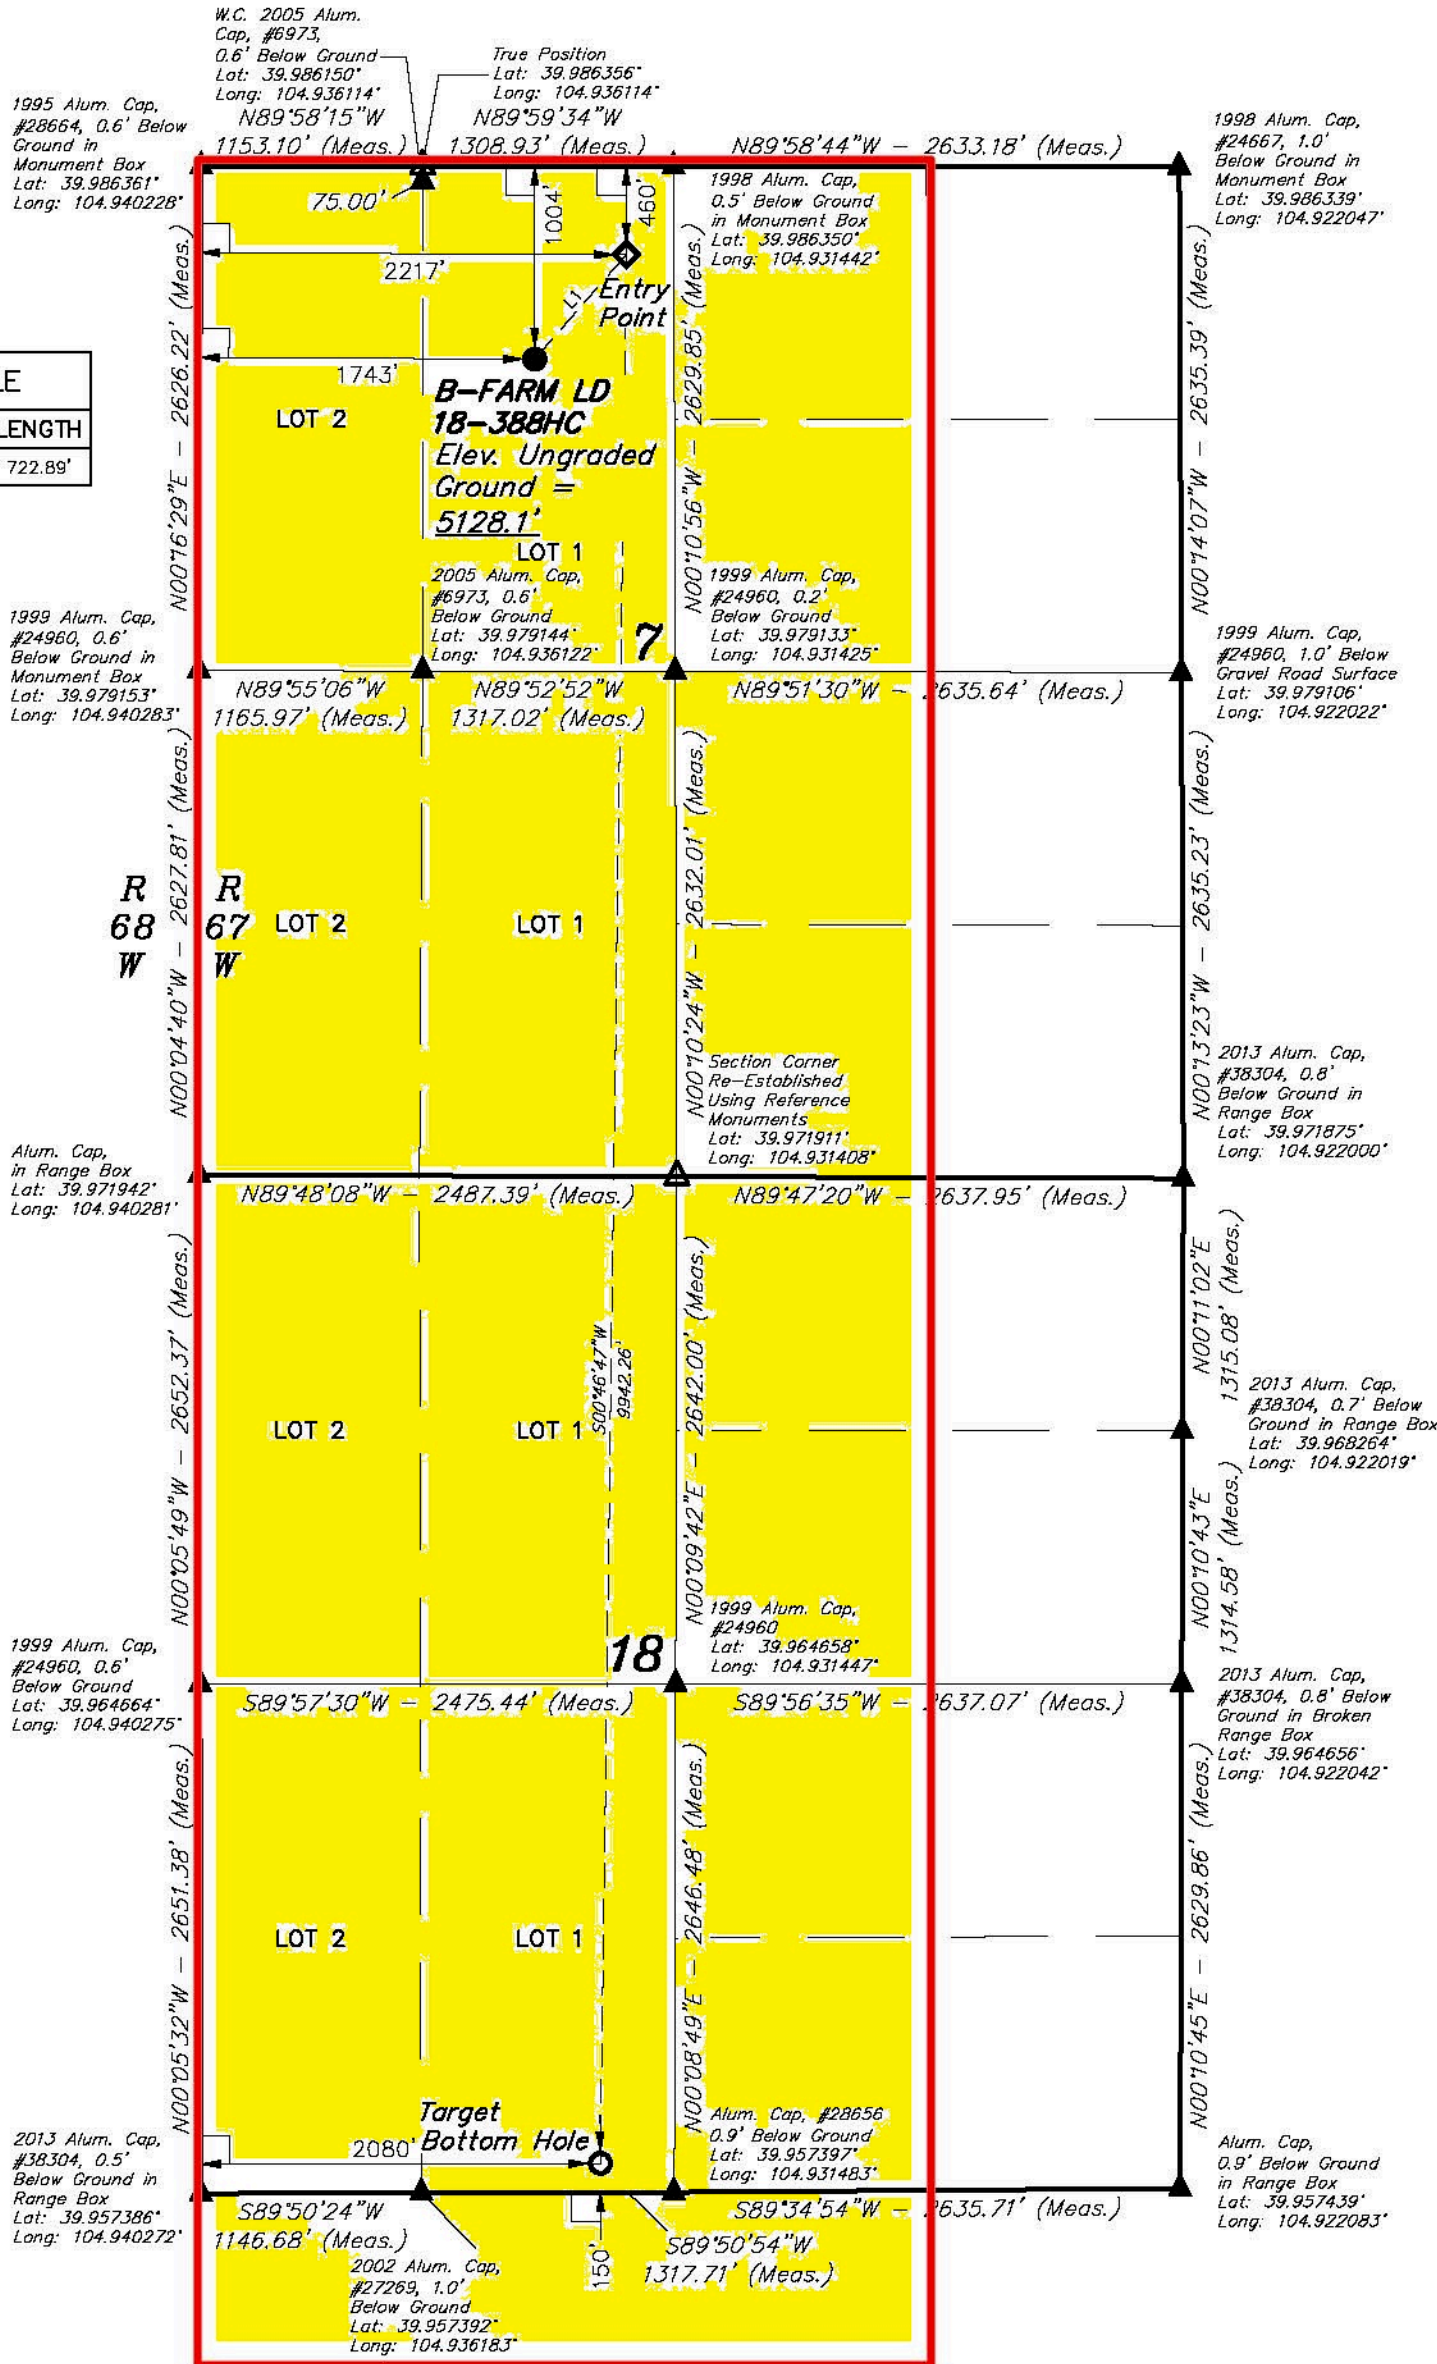 W.C. 2005 Alum.
Cap, #6973,
0.6' Below Ground
Lat: 39.986150°
Long: 104.936114°
True Position
Lat: 39.986356°
Long: 104.936114°
1995 Alum. Cap,
#28664, 0.6' Below
Ground in
Monument Box
Lat: 39.986361°
Long: 104.940228°
N89°58'15"W
1153.10' (Meas.)
N89°59'34"W
1308.93' (Meas.)
N89°58'44"W – 2633.18' (Meas.)
1998 Alum. Cap,
#24667, 1.0'
Below Ground in
Monument Box
Lat: 39.986339°
Long: 104.922047°
75.00'
1004'
460'
1998 Alum. Cap,
0.5' Below Ground
in Monument Box
Lat: 39.986350°
Long: 104.931442°
2217'
L1
Entry
Point
1743'
B–FARM LD
18–388HC
Elev. Ungraded
Ground =
5128.1'
LOT 2
LOT 1
LE
LENGTH
722.89'
N00°16'29"E – 2626.22' (Meas.)
N00°10'56"W – 2629.85' (Meas.)
N00°14'07"W – 2635.39' (Meas.)
2005 Alum. Cap,
#6973, 0.6'
Below Ground
Lat: 39.979144°
Long: 104.936122°
7
1999 Alum. Cap,
#24960, 0.2'
Below Ground
Lat: 39.979133°
Long: 104.931425°
1999 Alum. Cap,
#24960, 0.6'
Below Ground in
Monument Box
Lat: 39.979153°
Long: 104.940283°
1999 Alum. Cap,
#24960, 1.0' Below
Gravel Road Surface
Lat: 39.979106°
Long: 104.922022°
N89°55'06"W
1165.97' (Meas.)
N89°52'52"W
1317.02' (Meas.)
N89°51'30"W – 2635.64' (Meas.)
R
68
W
R
67
W
LOT 2
LOT 1
N00°04'40"W – 2627.81' (Meas.)
N00°10'24"W – 2632.01' (Meas.)
N00°13'23"W – 2635.23' (Meas.)
Section Corner
Re–Established
Using Reference
Monuments
Lat: 39.971911°
Long: 104.931408°
2013 Alum. Cap,
#38304, 0.8'
Below Ground in
Range Box
Lat: 39.971875°
Long: 104.922000°
Alum. Cap,
in Range Box
Lat: 39.971942°
Long: 104.940281°
N89°48'08"W – 2487.39' (Meas.)
N89°47'20"W – 2637.95' (Meas.)
N00°05'49"W – 2652.37' (Meas.)
S00°46'47"W
9942.26'
N00°09'42"E – 2642.00' (Meas.)
N00°11'02"E
1315.08' (Meas.)
LOT 2
LOT 1
2013 Alum. Cap,
#38304, 0.7' Below
Ground in Range Box
Lat: 39.968264°
Long: 104.922019°
N00°10'43"E
1314.58' (Meas.)
18
1999 Alum. Cap,
#24960
Lat: 39.964658°
Long: 104.931447°
1999 Alum. Cap,
#24960, 0.6'
Below Ground
Lat: 39.964664°
Long: 104.940275°
2013 Alum. Cap,
#38304, 0.8' Below
Ground in Broken
Range Box
Lat: 39.964656°
Long: 104.922042°
S89°57'30"W – 2475.44' (Meas.)
S89°56'35"W – 2637.07' (Meas.)
N00°05'32"W – 2651.38' (Meas.)
N00°08'49"E – 2646.48' (Meas.)
N00°10'45"E – 2629.86' (Meas.)
LOT 2
LOT 1
Target
Bottom Hole
2080'
Alum. Cap, #28656
0.9' Below Ground
Lat: 39.957397°
Long: 104.931483°
2013 Alum. Cap,
#38304, 0.5'
Below Ground in
Range Box
Lat: 39.957386°
Long: 104.940272°
Alum. Cap,
0.9' Below Ground
in Range Box
Lat: 39.957439°
Long: 104.922083°
S89°50'24"W
1146.68' (Meas.)
S89°34'54"W – 2635.71' (Meas.)
S89°50'54"W
1317.71' (Meas.)
150'
2002 Alum. Cap,
#27269, 1.0'
Below Ground
Lat: 39.957392°
Long: 104.936183°